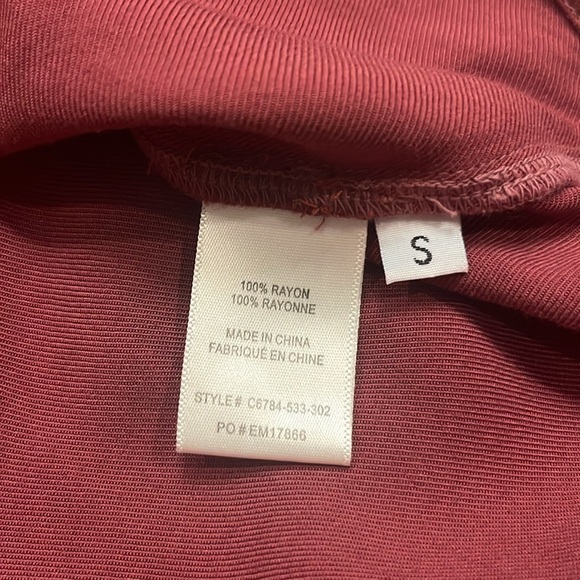 100% RAYON
100% RAYONNE
MADE IN CHINA
FABRIQUÉ EN CHINE
STYLE# C6784-533-302
PO # EM17866
S